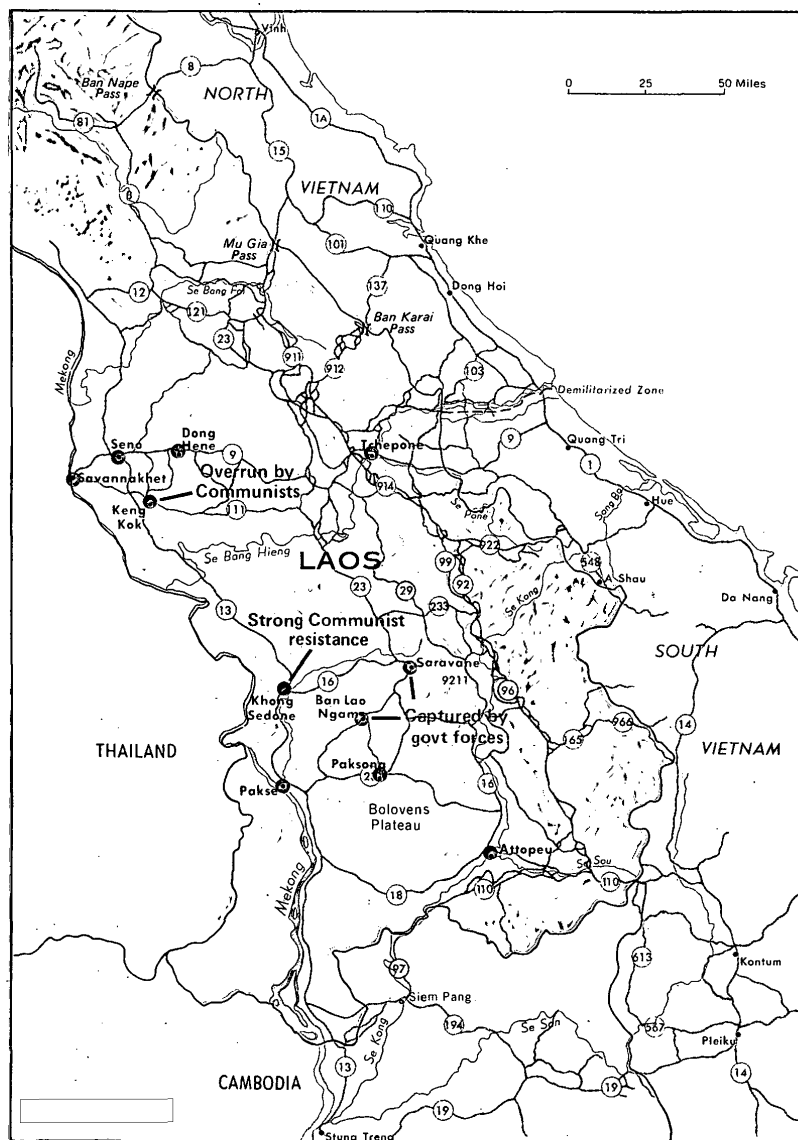 Vinh
0 25 50 Miles
Ban Nape
Pass
8
NORTH
81
1A
15
VIETNAM
8
110
Mu Gia
Pass
101
Quang Khe
137
Dong Hoi
12
Se Bang Fai
121
Ban Karai
Pass
23
911
912
103
Mekong
Demilitarized Zone
Seno
Dong
Hene
9
Tchepone
9
Quang Tri
1
Savannakhet
Overrun by
Communists
914
Keng
Kok
111
Se Pone
Song Bo
Hue
922
Se Bang Hieng
LAOS
99
92
548
A Shau
Se Kong
23
29
233
Da Nang
13
Strong Communist
resistance
SOUTH
Saravane
9211
16
96
Khong
Sedone
Ban Lao
Ngam
Captured by
govt forces
966
14
165
THAILAND
VIETNAM
Paksong
23
16
Pakse
Bolovens
Plateau
Attopeu
Se Sou
Mekong
18
110
110
613
Kontum
97
Siem Pang
194
Se San
567
Pleiku
Se Kong
13
CAMBODIA
19
19
14
Stung Treng